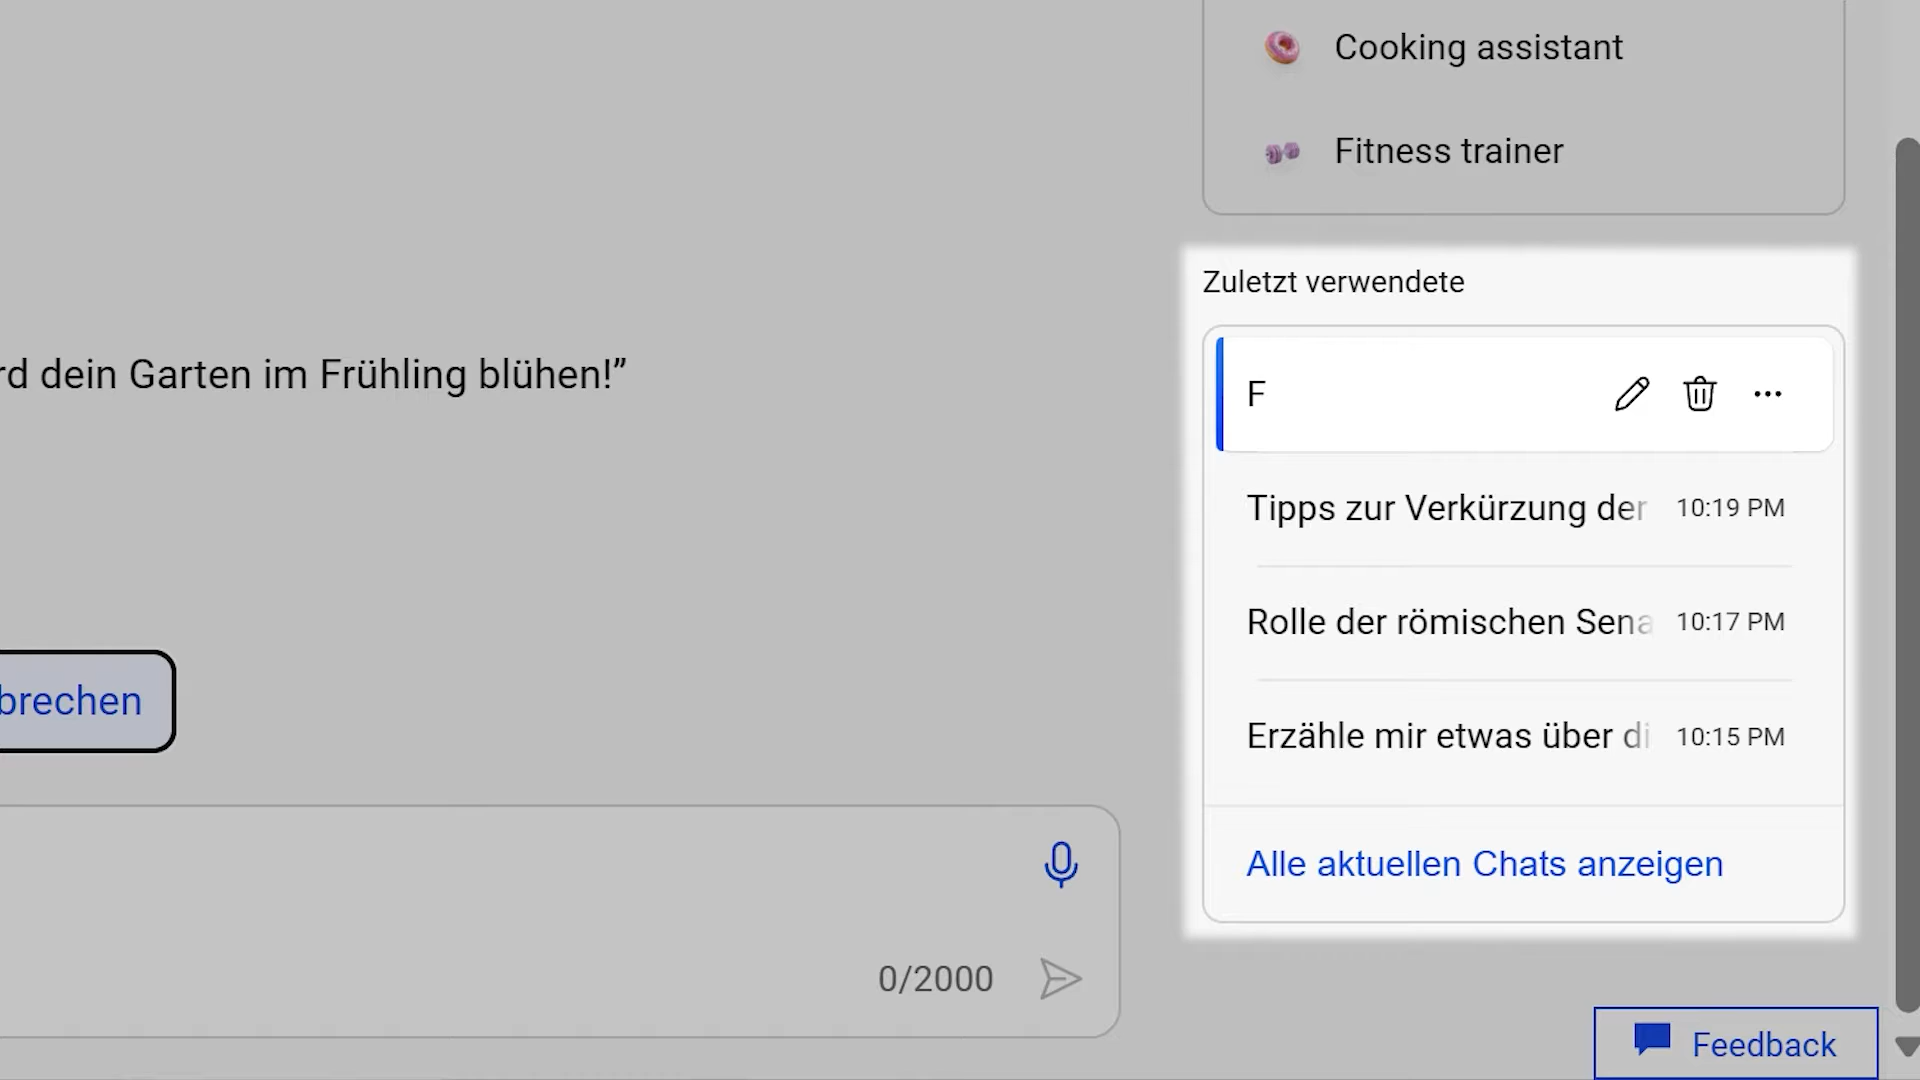 Cooking assistant
Fitness trainer
Zuletzt verwendete
rd dein Garten im Frühling blühen!”
F
Tipps zur Verkürzung der 10:19 PM
Rolle der römischen Sena 10:17 PM
brechen
Erzähle mir etwas über di 10:15 PM
Alle aktuellen Chats anzeigen
0/2000
Feedback